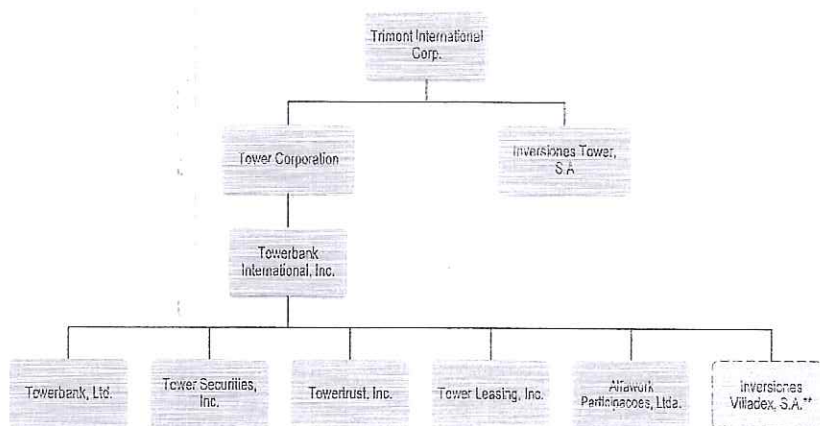 Trimont International
Corp.
Tower Corporation
Inversiones Tower,
S.A
Towerbank
International, Inc.
Towerbank, Ltd.
Tower Securities,
Inc.
Towertrust, Inc.
Tower Leasing, Inc.
Alfawork
Participacoes, Ltda.
Inversiones
Villadex, S.A.**